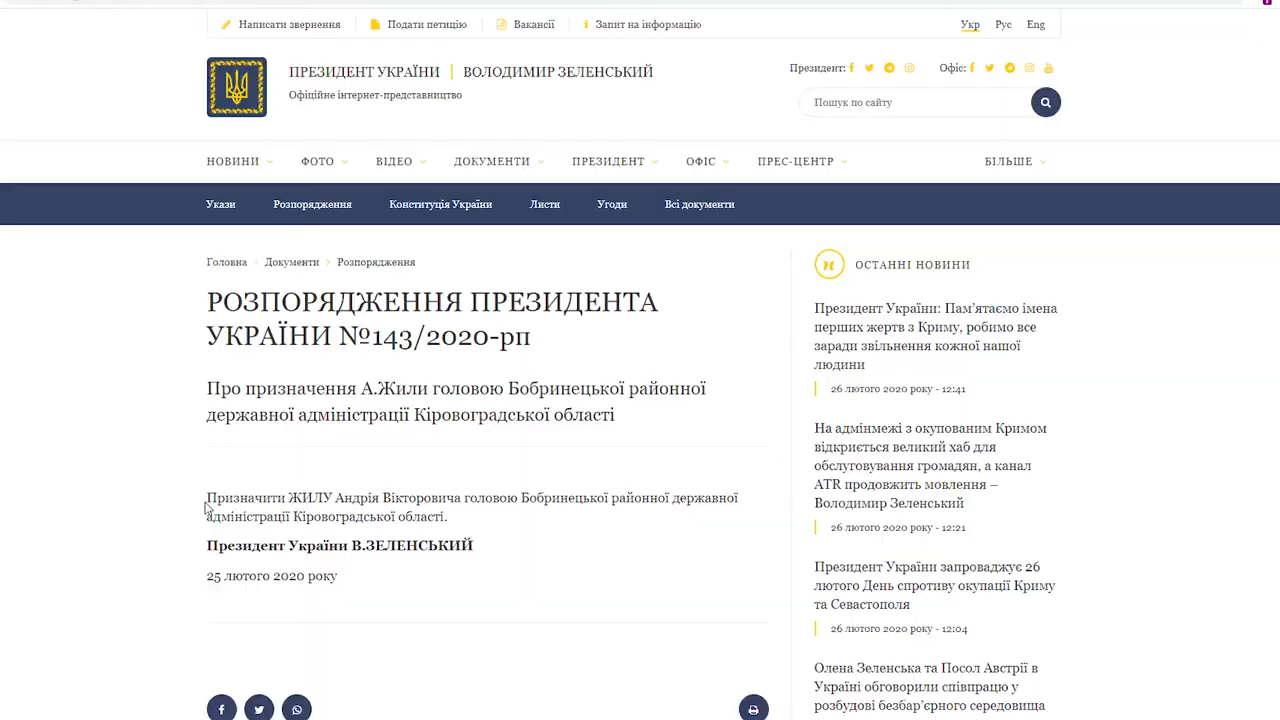 Написати звернення
Подати петицію
Вакансії
Запит на інформацію
Укр Рус Eng
ПРЕЗИДЕНТ УКРАЇНИ ВОЛОДИМИР ЗЕЛЕНСЬКИЙ
Офіційне інтернет-представництво
Президент:
Офіс:
Пошук по сайту
НОВИНИ ФОТО ВІДЕО ДОКУМЕНТИ ПРЕЗИДЕНТ ОФІС ПРЕС-ЦЕНТР БІЛЬШЕ
Укази Розпорядження Конституція України Листи Угоди Всі документи
Головна Документи Розпорядження
РОЗПОРЯДЖЕННЯ ПРЕЗИДЕНТА
УКРАЇНИ №143/2020-рп
Про призначення А.Жили головою Бобринецької районної
державної адміністрації Кіровоградської області
Призначити ЖИЛУ Андрія Вікторовича головою Бобринецької районної державної
адміністрації Кіровоградської області.
Президент України В.ЗЕЛЕНСЬКИЙ
25 лютого 2020 року
ОСТАННІ НОВИНИ
Президент України: Пам’ятаємо імена
перших жертв з Криму, робимо все
заради звільнення кожної нашої
людини
26 лютого 2020 року - 12:41
На адмінмежі з окупованим Кримом
відкриється великий хаб для
обслуговування громадян, а канал
ATR продовжить мовлення –
Володимир Зеленський
26 лютого 2020 року - 12:21
Президент України запроваджує 26
лютого День спротиву окупації Криму
та Севастополя
26 лютого 2020 року - 12:04
Олена Зеленська та Посол Австрії в
Україні обговорили співпрацю у
розбудові безбар’єрного середовища